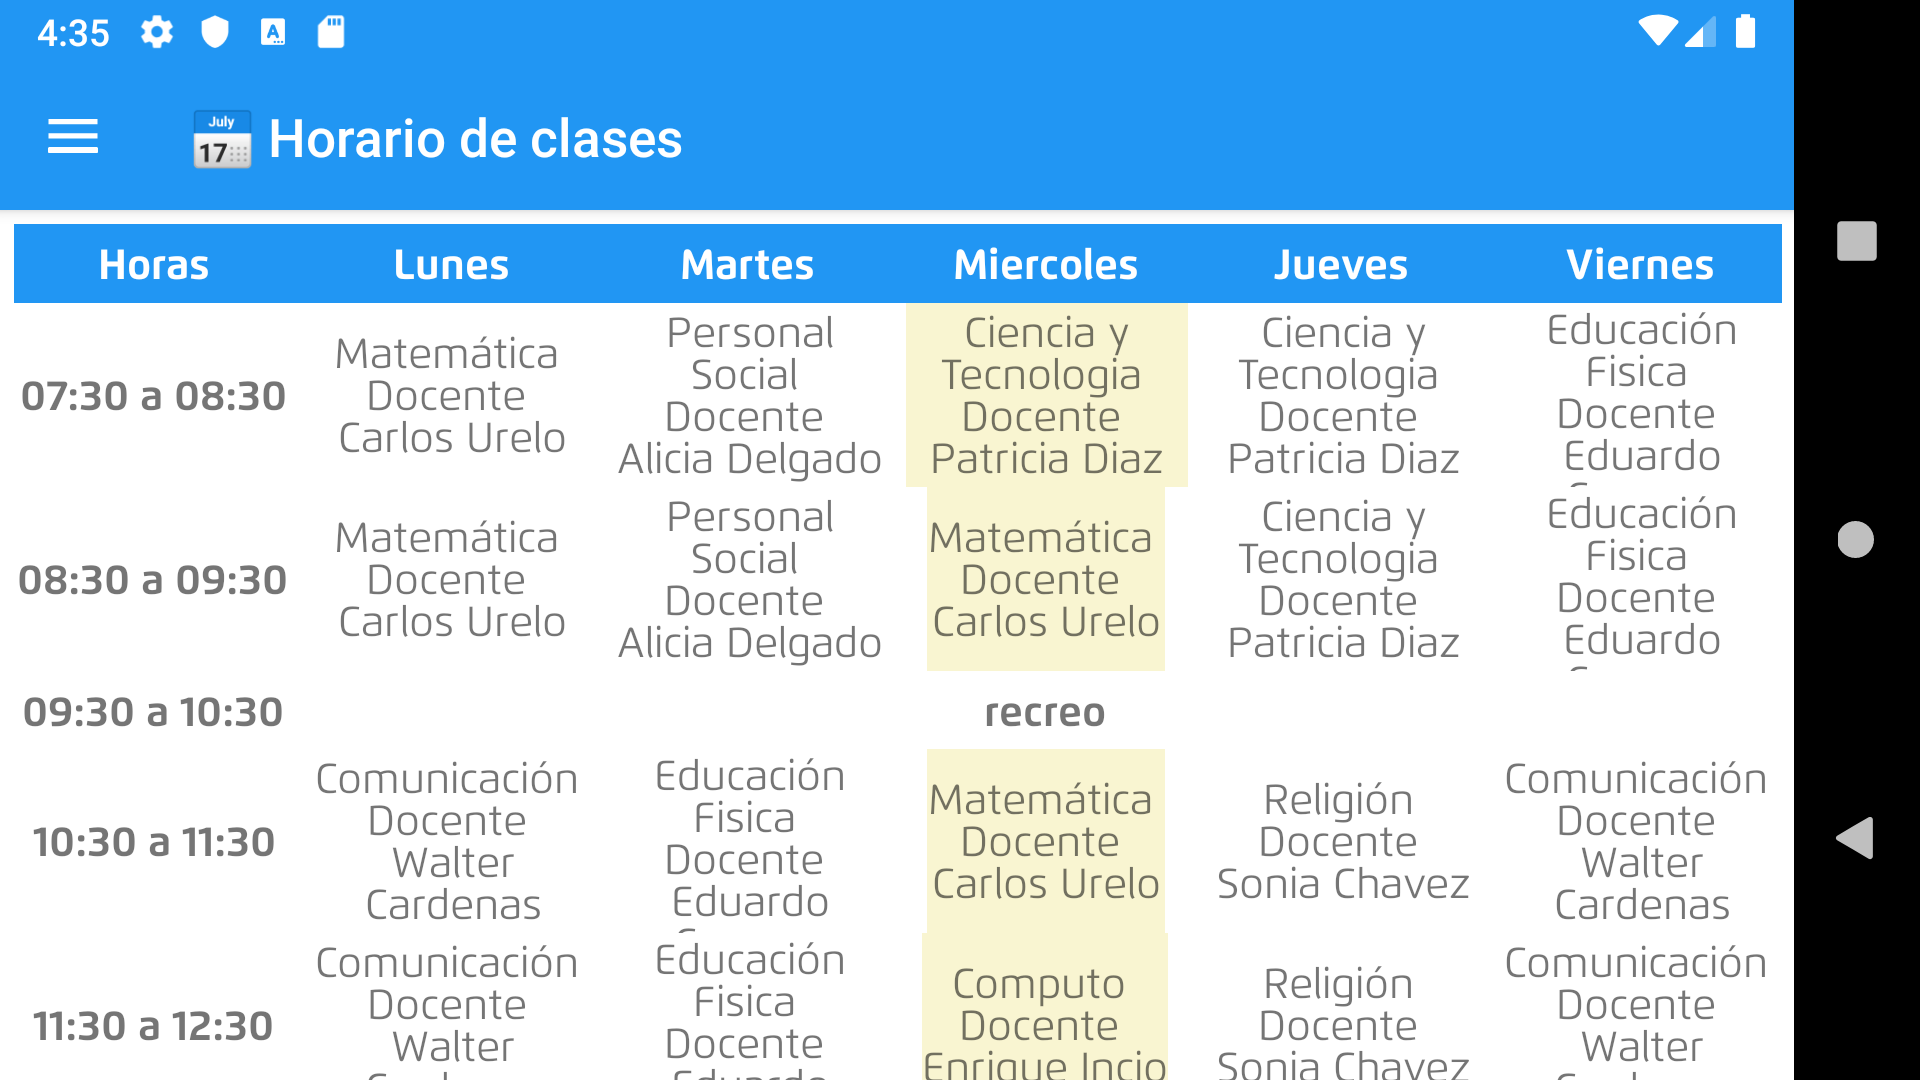 4:35
July
17
Horario de clases
Horas Lunes Martes Miercoles Jueves Viernes
07:30 a 08:30
Matemática
Docente
Carlos Urelo
Personal
Social
Docente
Alicia Delgado
Ciencia y
Tecnologia
Docente
Patricia Diaz
Ciencia y
Tecnologia
Docente
Patricia Diaz
Educación
Fisica
Docente
Eduardo
08:30 a 09:30
Matemática
Docente
Carlos Urelo
Personal
Social
Docente
Alicia Delgado
Matemática
Docente
Carlos Urelo
Ciencia y
Tecnologia
Docente
Patricia Diaz
Educación
Fisica
Docente
Eduardo
09:30 a 10:30
recreo
10:30 a 11:30
Comunicación
Docente
Walter
Cardenas
Educación
Fisica
Docente
Eduardo
Matemática
Docente
Carlos Urelo
Religión
Docente
Sonia Chavez
Comunicación
Docente
Walter
Cardenas
11:30 a 12:30
Comunicación
Docente
Walter
Educación
Fisica
Docente
Eduardo
Computo
Docente
Enrique Incio
Religión
Docente
Sonia Chavez
Comunicación
Docente
Walter